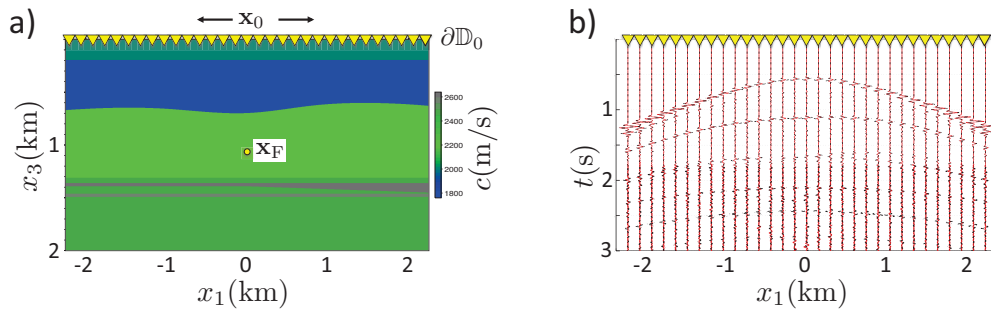 a)
𝐱₀
∂𝔻₀
1
2
x₃(km)
𝐱_F
2600
2400
2200
2000
1800
c(m/s)
-2 -1 0 1 2
x₁(km)
b)
1
2
3
t(s)
-2 -1 0 1 2
x₁(km)